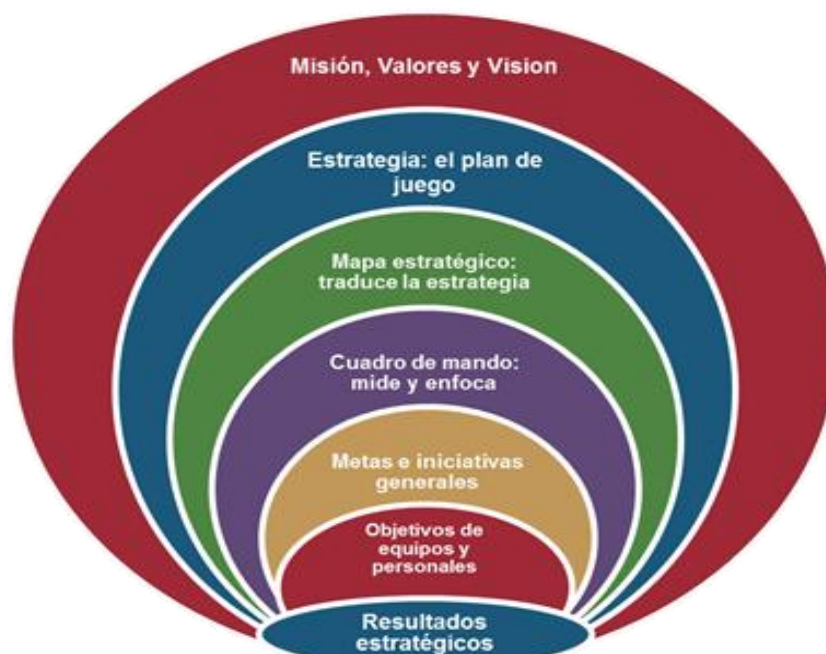 Misión, Valores y Vision
Estrategia: el plan de
juego
Mapa estratégico:
traduce la estrategia
Cuadro de mando:
mide y enfoca
Metas e iniciativas
generales
Objetivos de
equipos y
personales
Resultados
estratégicos